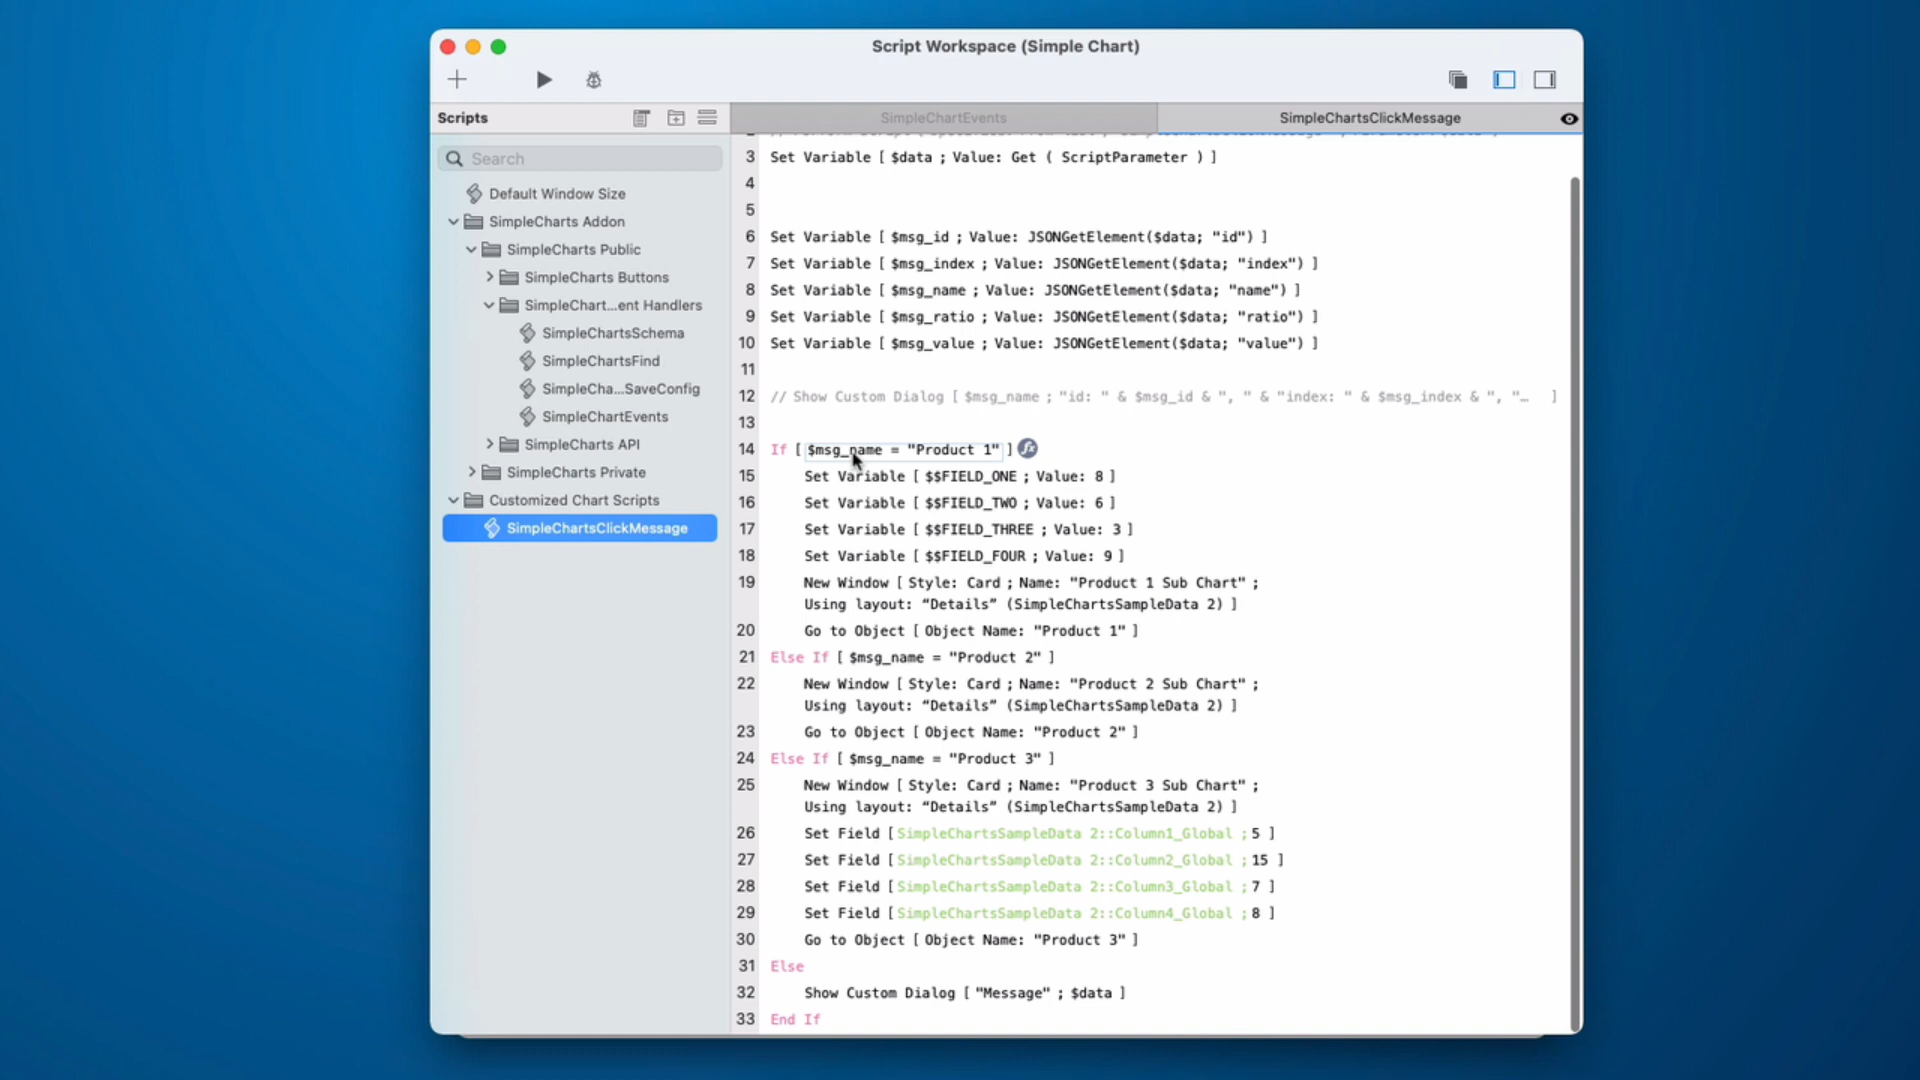 Script Workspace (Simple Chart)
Scripts
Search
Default Window Size
SimpleCharts Addon
SimpleCharts Public
SimpleCharts Buttons
SimpleChart...ent Handlers
SimpleChartsSchema
SimpleChartsFind
SimpleCha...SaveConfig
SimpleChartEvents
SimpleCharts API
SimpleCharts Private
Customized Chart Scripts
SimpleChartsClickMessage
SimpleChartEvents
SimpleChartsClickMessage
3 Set Variable [ $data ; Value: Get ( ScriptParameter ) ]
4
5
6 Set Variable [ $msg_id ; Value: JSONGetElement($data; "id") ]
7 Set Variable [ $msg_index ; Value: JSONGetElement($data; "index") ]
8 Set Variable [ $msg_name ; Value: JSONGetElement($data; "name") ]
9 Set Variable [ $msg_ratio ; Value: JSONGetElement($data; "ratio") ]
10 Set Variable [ $msg_value ; Value: JSONGetElement($data; "value") ]
11
12 // Show Custom Dialog [ $msg_name ; "id: " & $msg_id & ", " & "index: " & $msg_index & ", "… ]
13
14 If [ $msg_name = "Product 1" ] fx
15 Set Variable [ $$FIELD_ONE ; Value: 8 ]
16 Set Variable [ $$FIELD_TWO ; Value: 6 ]
17 Set Variable [ $$FIELD_THREE ; Value: 3 ]
18 Set Variable [ $$FIELD_FOUR ; Value: 9 ]
19 New Window [ Style: Card ; Name: "Product 1 Sub Chart" ;
Using layout: “Details” (SimpleChartsSampleData 2) ]
20 Go to Object [ Object Name: "Product 1" ]
21 Else If [ $msg_name = "Product 2" ]
22 New Window [ Style: Card ; Name: "Product 2 Sub Chart" ;
Using layout: “Details” (SimpleChartsSampleData 2) ]
23 Go to Object [ Object Name: "Product 2" ]
24 Else If [ $msg_name = "Product 3" ]
25 New Window [ Style: Card ; Name: "Product 3 Sub Chart" ;
Using layout: “Details” (SimpleChartsSampleData 2) ]
26 Set Field [ SimpleChartsSampleData 2::Column1_Global ; 5 ]
27 Set Field [ SimpleChartsSampleData 2::Column2_Global ; 15 ]
28 Set Field [ SimpleChartsSampleData 2::Column3_Global ; 7 ]
29 Set Field [ SimpleChartsSampleData 2::Column4_Global ; 8 ]
30 Go to Object [ Object Name: "Product 3" ]
31 Else
32 Show Custom Dialog [ "Message" ; $data ]
33 End If